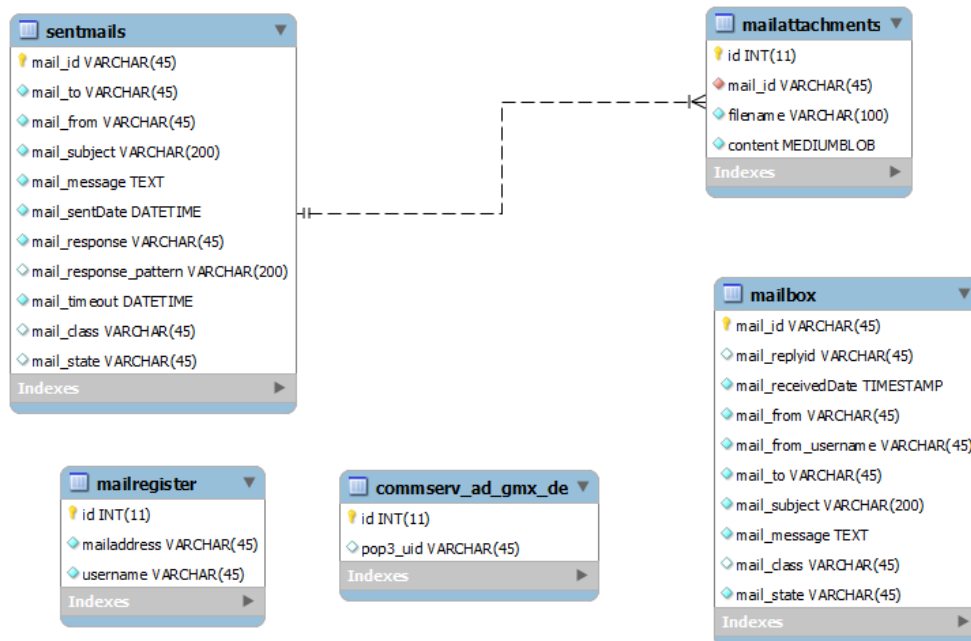 sentmails
mail_id VARCHAR(45)
mail_to VARCHAR(45)
mail_from VARCHAR(45)
mail_subject VARCHAR(200)
mail_message TEXT
mail_sentDate DATETIME
mail_response VARCHAR(45)
mail_response_pattern VARCHAR(200)
mail_timeout DATETIME
mail_class VARCHAR(45)
mail_state VARCHAR(45)
Indexes
mailattachments
id INT(11)
mail_id VARCHAR(45)
filename VARCHAR(100)
content MEDIUMBLOB
Indexes
mailbox
mail_id VARCHAR(45)
mail_replyid VARCHAR(45)
mail_receivedDate TIMESTAMP
mail_from VARCHAR(45)
mail_from_username VARCHAR(45)
mail_to VARCHAR(45)
mail_subject VARCHAR(200)
mail_message TEXT
mail_class VARCHAR(45)
mail_state VARCHAR(45)
Indexes
mailregister
id INT(11)
mailaddress VARCHAR(45)
username VARCHAR(45)
Indexes
commserv_ad_gmx_de
id INT(11)
pop3_uid VARCHAR(45)
Indexes